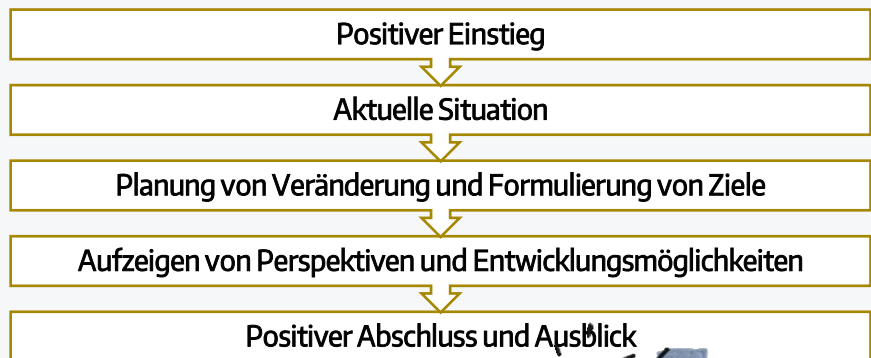 Positiver Einstieg
Aktuelle Situation
Planung von Veränderung und Formulierung von Ziele
Aufzeigen von Perspektiven und Entwicklungsmöglichkeiten
Positiver Abschluss und Ausblick